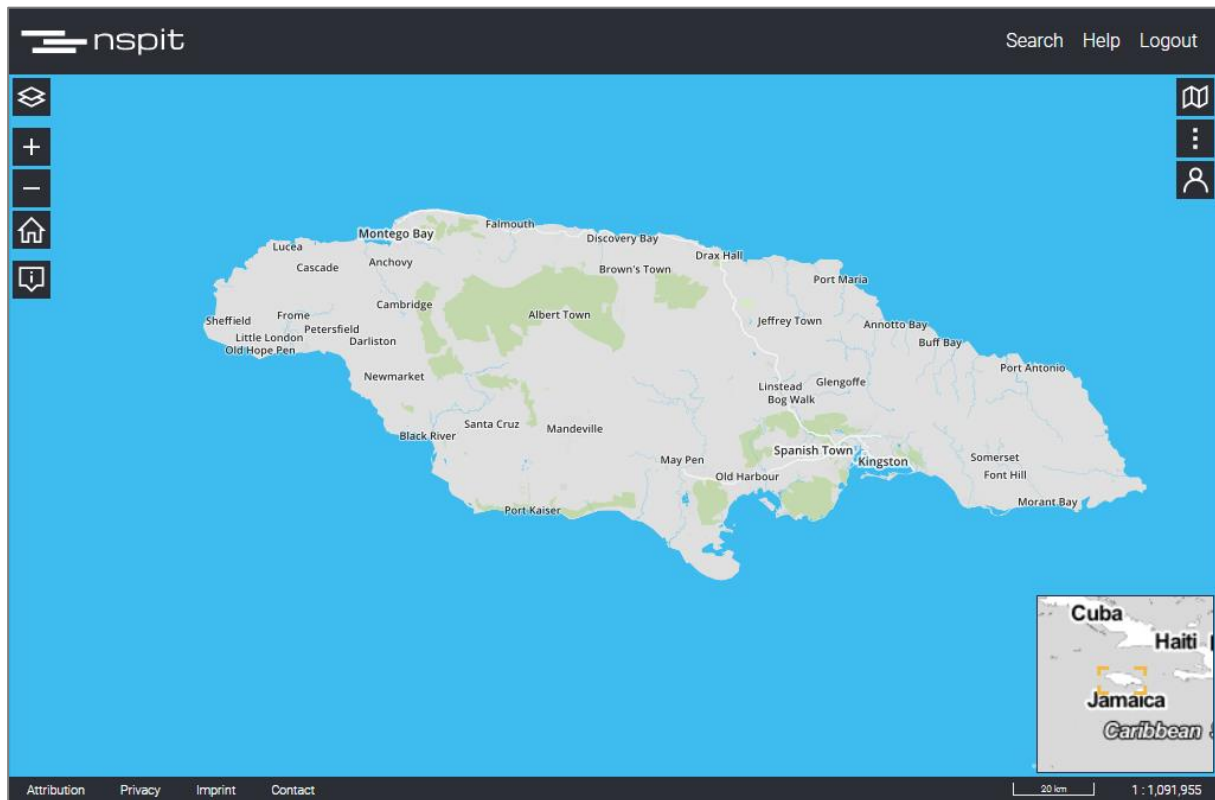 nspit
Search Help Logout
Falmouth
Montego Bay
Discovery Bay
Lucea
Drax Hall
Anchovy
Cascade
Brown's Town
Port Maria
Cambridge
Frome
Albert Town
Sheffield
Jeffrey Town
Annotto Bay
Petersfield
Little London
Darliston
Buff Bay
Old Hope Pen
Port Antonio
Newmarket
Glengoffe
Linstead
Bog Walk
Santa Cruz
Mandeville
Black River
Spanish Town
Somerset
May Pen
Kingston
Font Hill
Old Harbour
Morant Bay
Port Kaiser
Cuba
Haiti
Jamaica
Caribbean
Attribution Privacy Imprint Contact 20 km 1 : 1,091,955